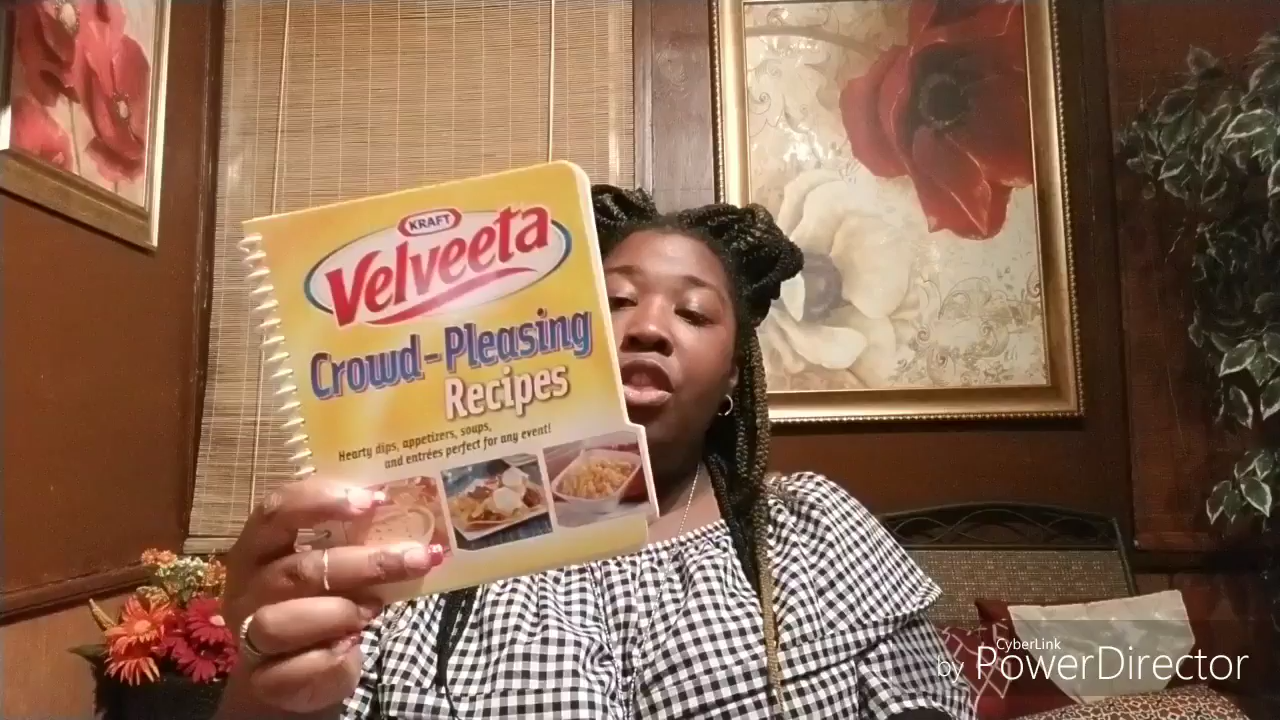 KRAFT
Velveeta
Crowd-Pleasing
Recipes
Hearty dips, appetizers, soups,
and entrées perfect for any event!
CyberLink
by PowerDirector